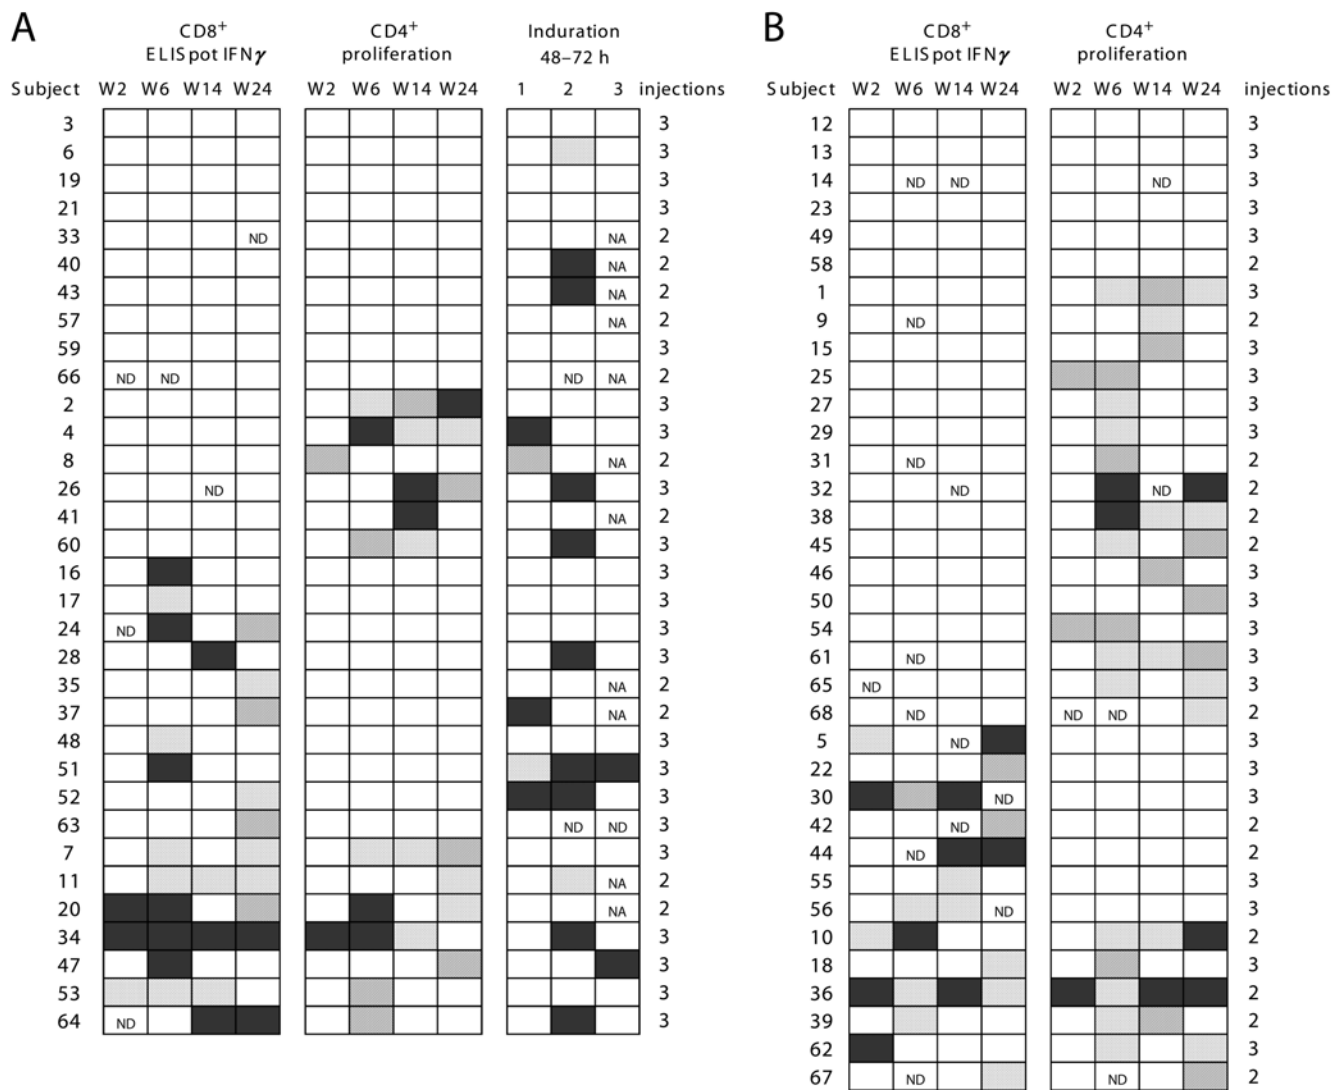 A
B
CD8+
ELISpot IFNγ
CD4+
proliferation
Induration
48–72 h
CD8+
ELISpot IFNγ
CD4+
proliferation
Subject W2 W6 W14 W24 W2 W6 W14 W24 1 2 3 injections
Subject W2 W6 W14 W24 W2 W6 W14 W24 injections
3 3
6 3
19 3
21 3
33 ND NA 2
40 NA 2
43 NA 2
57 NA 2
59 3
66 ND ND ND NA 2
2 3
4 3
8 NA 2
26 ND 3
41 NA 2
60 3
16 3
17 3
24 ND 3
28 3
35 NA 2
37 NA 2
48 3
51 3
52 3
63 ND ND 3
7 3
11 NA 2
20 NA 2
34 3
47 3
53 3
64 ND 3
12 3
13 3
14 ND ND ND 3
23 3
49 3
58 2
1 3
9 ND 2
15 3
25 3
27 3
29 3
31 ND 2
32 ND ND 2
38 2
45 2
46 3
50 3
54 3
61 ND 3
65 ND 3
68 ND ND ND 2
5 ND 3
22 3
30 ND 3
42 ND 2
44 ND 2
55 3
56 ND 3
10 2
18 3
36 2
39 2
62 3
67 ND ND 2